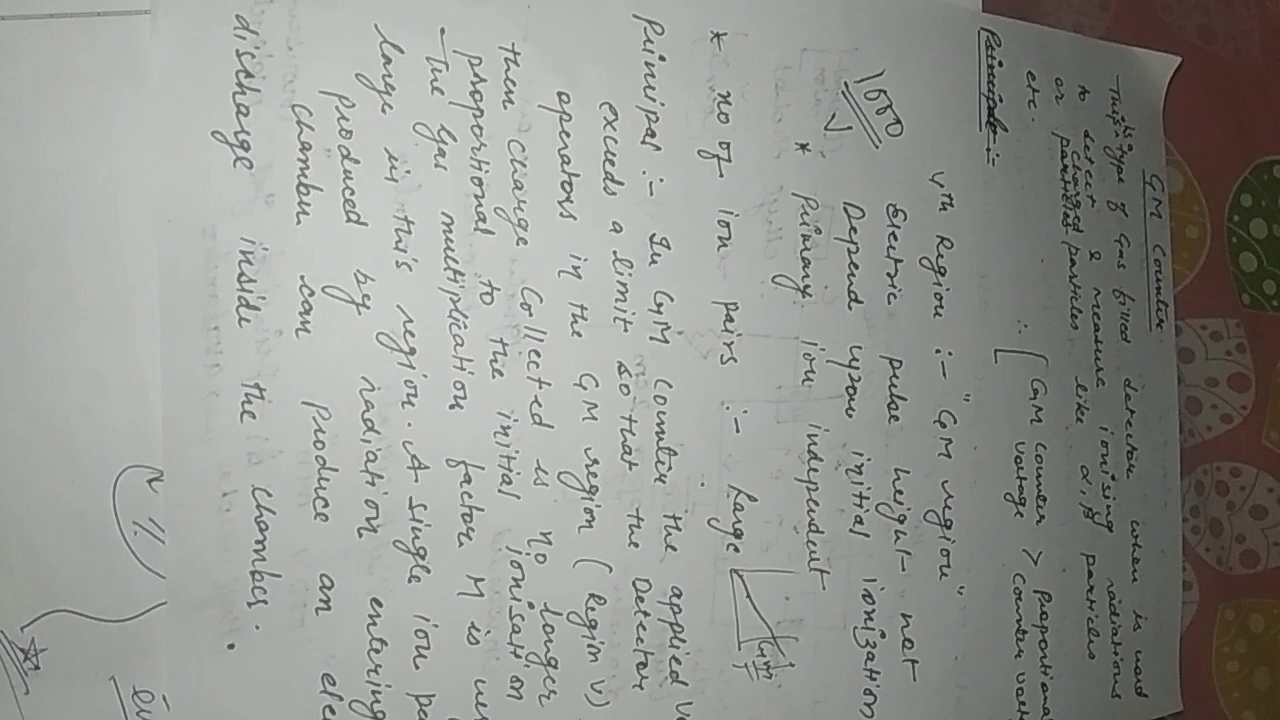 GM Counter
This is type of Gas filled detector when is used
to detect & measure ionising radiations
or charged particles like α, β particles
etc.
∴ [ GM counter > Proportional
voltage counter volt
Principle :-
4th Region :- "GM region"
Electric pulse height not
Depend upon initial ionization
* Primary ion independent
* no of ion pairs :- Large
Principal :- In GM Counter the applied V
exceeds a limit so that the Detector
operators in the GM region (Region V)
then charge collected is no longer
proportional to the initial ionisation
- The Gas multiplication factor M is
large in this region. A single ion
produced by radiation entering
chamber can Produce an ele
discharge inside the chamber.